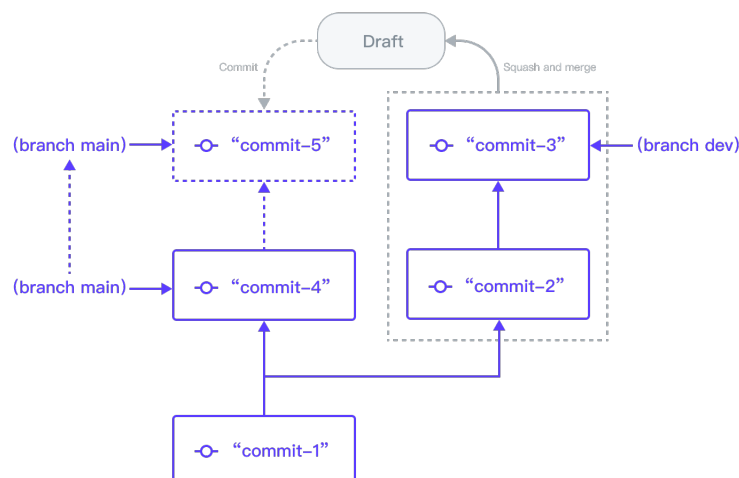 Draft
Commit
Squash and merge
(branch main)
“commit-5”
“commit-3”
(branch dev)
(branch main)
“commit-4”
“commit-2”
“commit-1”